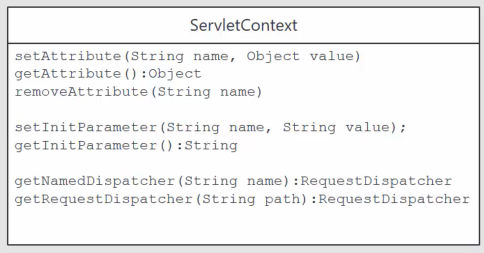 ServletContext
setAttribute(String name, Object value)
getAttribute():Object
removeAttribute(String name)
setInitParameter(String name, String value);
getInitParameter():String
getNamedDispatcher(String name):RequestDispatcher
getRequestDispatcher(String path):RequestDispatcher